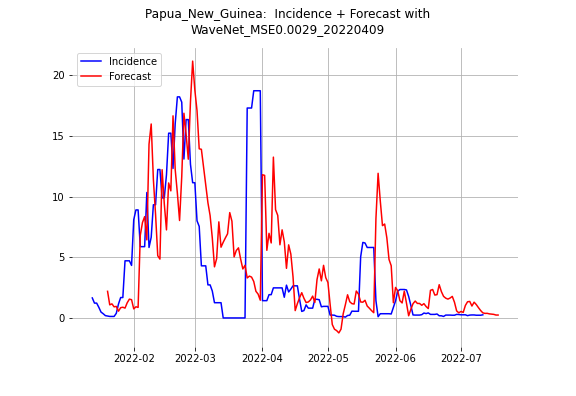 Papua_New_Guinea:  Incidence + Forecast with
WaveNet_MSE0.0029_20220409
Incidence
Forecast
20
15
10
5
0
2022-02 2022-03 2022-04 2022-05 2022-06 2022-07